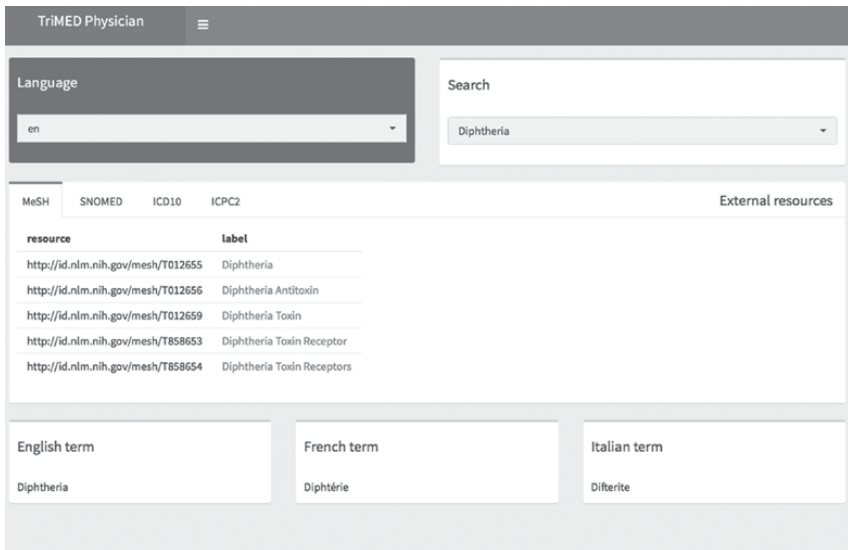 TriMED Physician
Language
en
Search
Diphtheria
MeSH SNOMED ICD10 ICPC2 External resources
resource label
http://id.nlm.nih.gov/mesh/T012655 Diphtheria
http://id.nlm.nih.gov/mesh/T012656 Diphtheria Antitoxin
http://id.nlm.nih.gov/mesh/T012659 Diphtheria Toxin
http://id.nlm.nih.gov/mesh/T858653 Diphtheria Toxin Receptor
http://id.nlm.nih.gov/mesh/T858654 Diphtheria Toxin Receptors
English term
Diphtheria
French term
Diphtérie
Italian term
Difterite